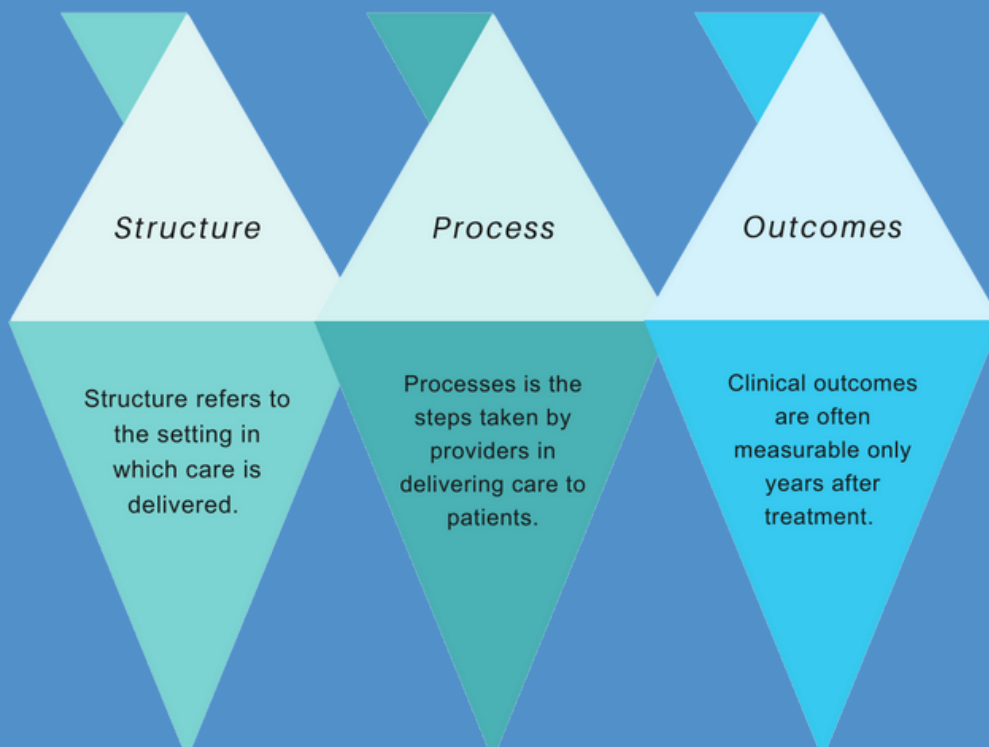 Structure
Structure refers to
the setting in
which care is
delivered.
Process
Processes is the
steps taken by
providers in
delivering care to
patients.
Outcomes
Clinical outcomes
are often
measurable only
years after
treatment.